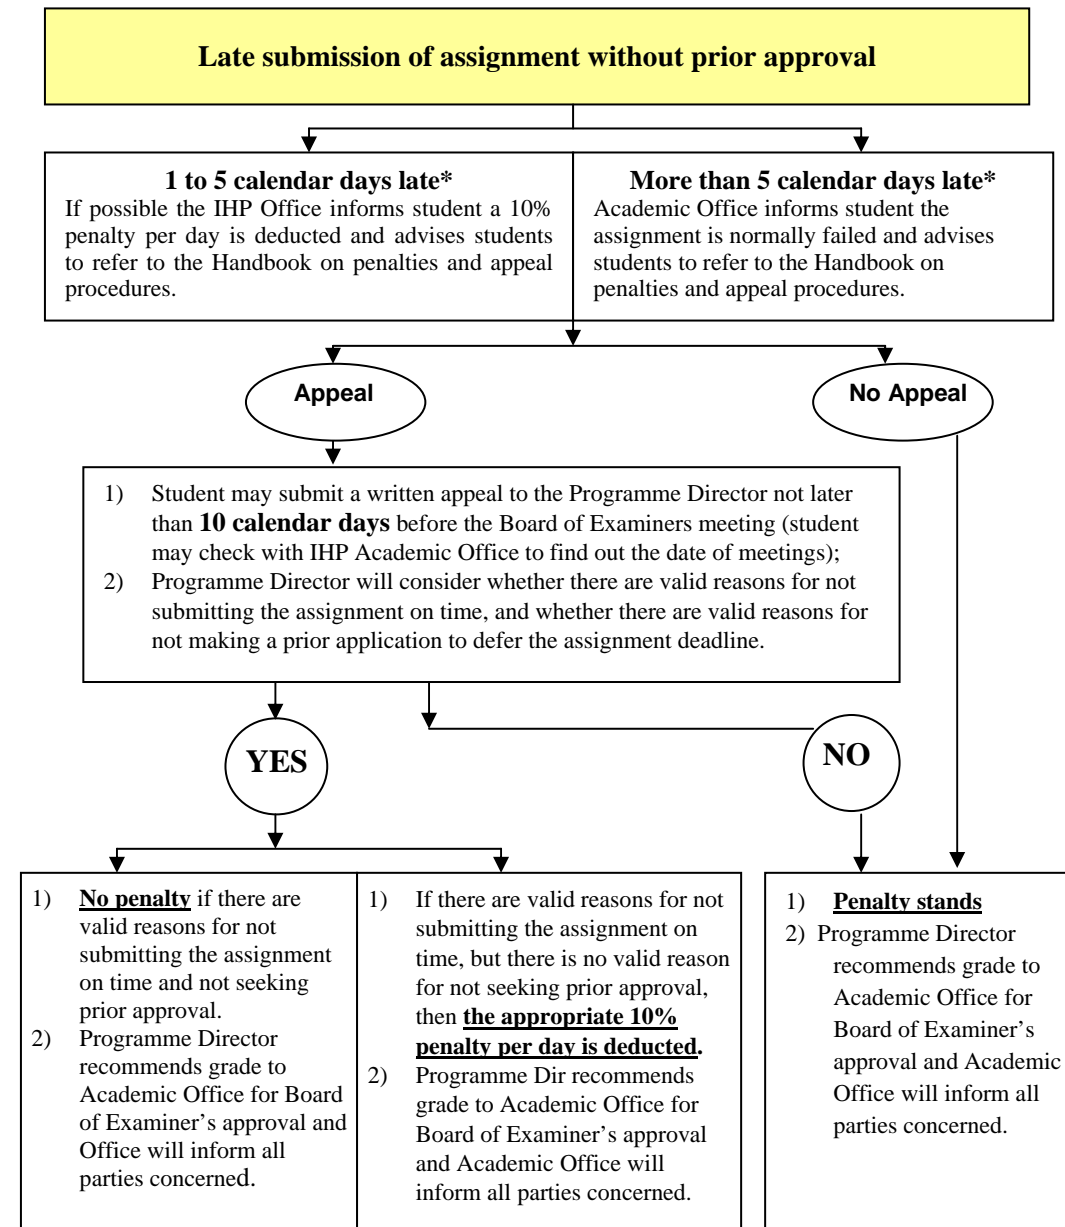 Late submission of assignment without prior approval
1 to 5 calendar days late*
If possible the IHP Office informs student a 10%
penalty per day is deducted and advises students
to refer to the Handbook on penalties and appeal
procedures.
More than 5 calendar days late*
Academic Office informs student the
assignment is normally failed and advises
students to refer to the Handbook on
penalties and appeal procedures.
Appeal
No Appeal
1) Student may submit a written appeal to the Programme Director not later
than 10 calendar days before the Board of Examiners meeting (student
may check with IHP Academic Office to find out the date of meetings);
2) Programme Director will consider whether there are valid reasons for not
submitting the assignment on time, and whether there are valid reasons for
not making a prior application to defer the assignment deadline.
YES
NO
1) No penalty if there are
valid reasons for not
submitting the assignment
on time and not seeking
prior approval.
2) Programme Director
recommends grade to
Academic Office for Board
of Examiner's approval and
Office will inform all
parties concerned.
1) If there are valid reasons for not
submitting the assignment on
time, but there is no valid reason
for not seeking prior approval,
then the appropriate 10%
penalty per day is deducted.
2) Programme Dir recommends
grade to Academic Office for
Board of Examiner's approval
and Academic Office will
inform all parties concerned.
1) Penalty stands
2) Programme Director
recommends grade to
Academic Office for
Board of Examiner's
approval and Academic
Office will inform all
parties concerned.